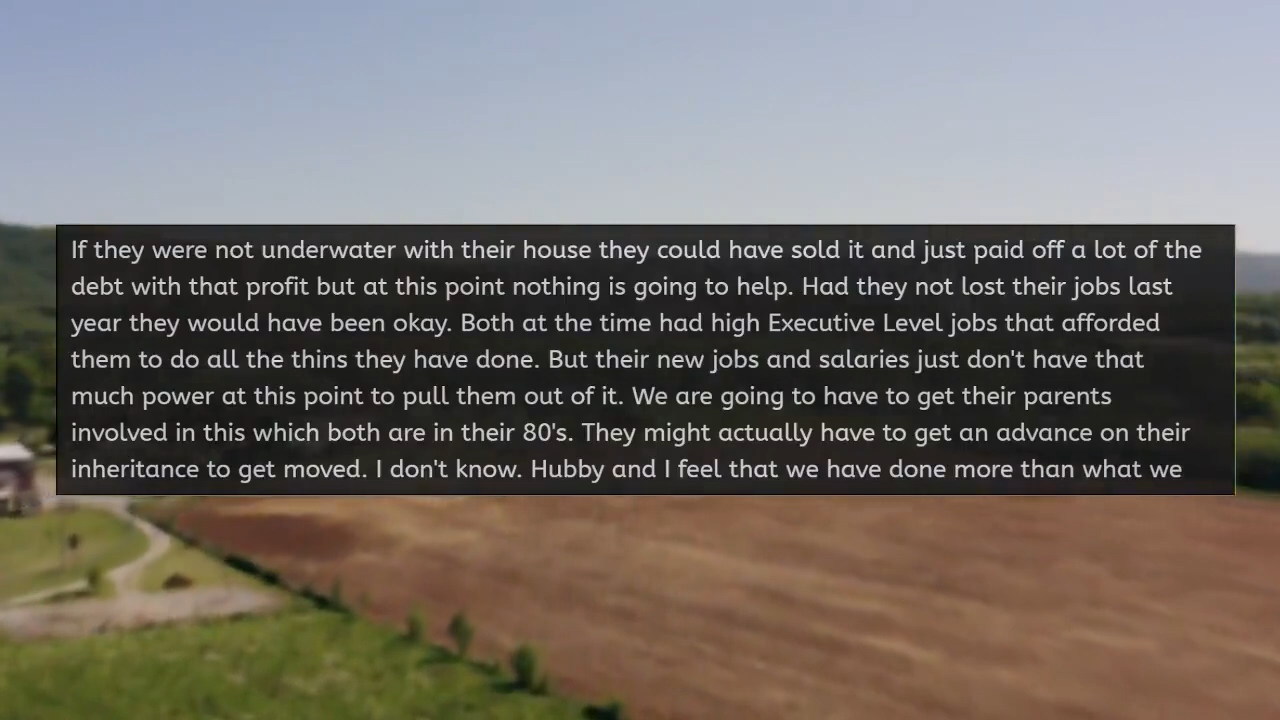 If they were not underwater with their house they could have sold it and just paid off a lot of the
debt with that profit but at this point nothing is going to help. Had they not lost their jobs last
year they would have been okay. Both at the time had high Executive Level jobs that afforded
them to do all the thins they have done. But their new jobs and salaries just don't have that
much power at this point to pull them out of it. We are going to have to get their parents
involved in this which both are in their 80's. They might actually have to get an advance on their
inheritance to get moved. I don't know. Hubby and I feel that we have done more than what we